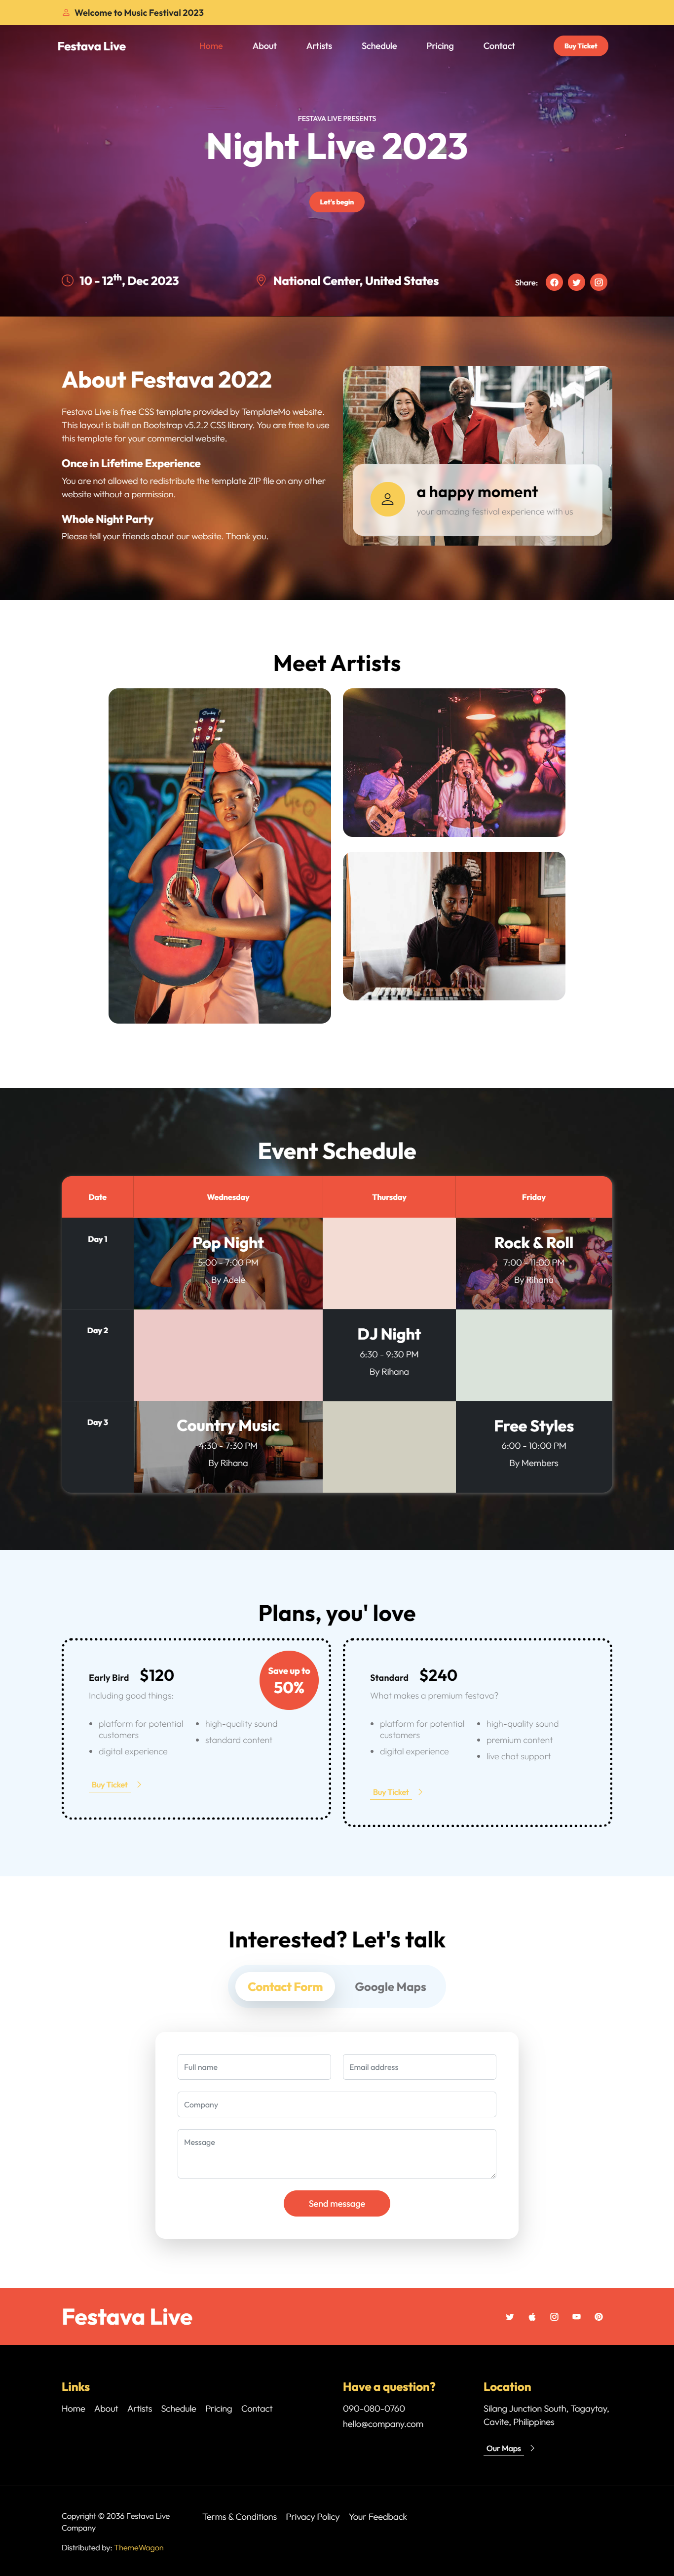 Welcome to Music Festival 2023
Festava Live
Home
About
Artists
Schedule
Pricing
Contact
Buy Ticket
FESTAVA LIVE PRESENTS
Night Live 2023
Let's begin
10 - 12th, Dec 2023
National Center, United States
Share:
About Festava 2022
Festava Live is free CSS template provided by TemplateMo website.
This layout is built on Bootstrap v5.2.2 CSS library. You are free to use
this template for your commercial website.
Once in Lifetime Experience
You are not allowed to redistribute the template ZIP file on any other
website without a permission.
Whole Night Party
Please tell your friends about our website. Thank you.
a happy moment
your amazing festival experience with us
Meet Artists
Event Schedule
Date
Wednesday
Thursday
Friday
Day 1
Pop Night
5:00 - 7:00 PM
By Adele
Rock & Roll
7:00 - 11:00 PM
By Rihana
Day 2
DJ Night
6:30 - 9:30 PM
By Rihana
Day 3
Country Music
4:30 - 7:30 PM
By Rihana
Free Styles
6:00 - 10:00 PM
By Members
Plans, you' love
Early Bird
$120
Save up to
50%
Including good things:
platform for potential
customers
digital experience
high-quality sound
standard content
Buy Ticket
Standard
$240
What makes a premium festava?
platform for potential
customers
digital experience
high-quality sound
premium content
live chat support
Buy Ticket
Interested? Let's talk
Contact Form
Google Maps
Full name
Email address
Company
Message
Send message
Festava Live
Links
Home
About
Artists
Schedule
Pricing
Contact
Have a question?
090-080-0760
hello@company.com
Location
Silang Junction South, Tagaytay,
Cavite, Philippines
Our Maps
Copyright © 2036 Festava Live
Company
Distributed by: ThemeWagon
Terms & Conditions
Privacy Policy
Your Feedback